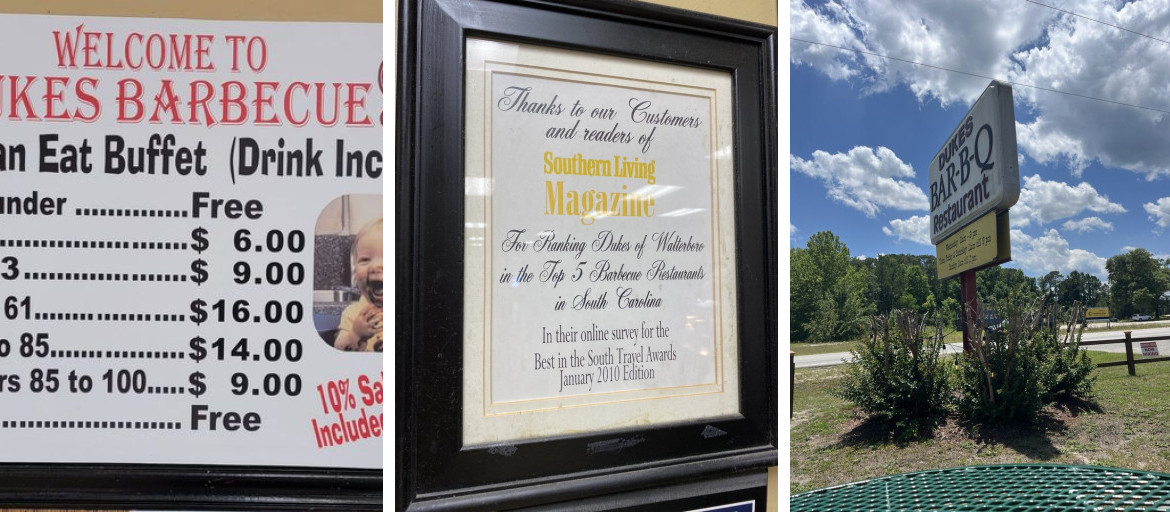 WELCOME TO
UKES BARBECUE
an Eat Buffet (Drink Inc
under ..............Free
........................$ 6.00
3.....................$ 9.00
61....................$16.00
o 85.................$14.00
rs 85 to 100.....$ 9.00
........................... Free
10% Sa
Include
Thanks to our Customers
and readers of
Southern Living
Magazine
For Ranking Dukes of Walterboro
in the Top 5 Barbecue Restaurants
in South Carolina
In their online survey for the
Best in the South Travel Awards
January 2010 Edition
DUKES
BAR-B-Q
Restaurant